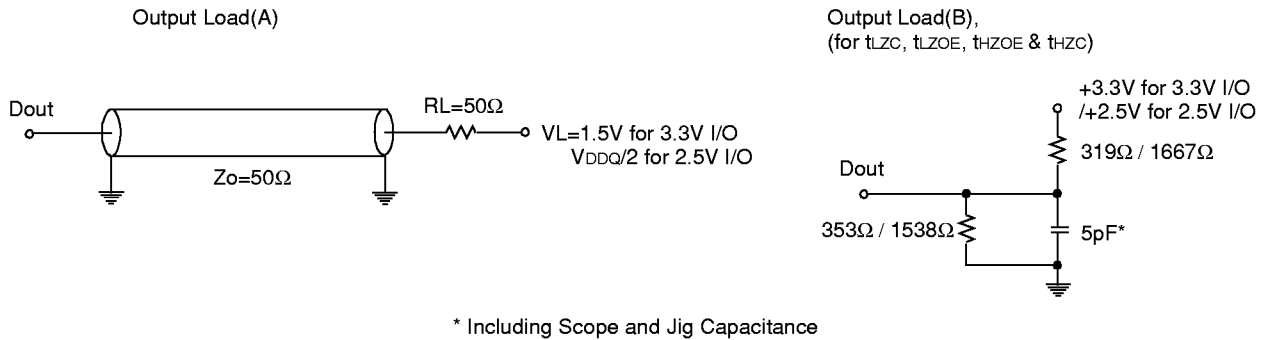 Output Load(A)
Dout
RL=50Ω
VL=1.5V for 3.3V I/O
VDDQ/2 for 2.5V I/O
Zo=50Ω
Output Load(B),
(for tLZC, tLZOE, tHZOE & tHZC)
+3.3V for 3.3V I/O
/+2.5V for 2.5V I/O
319Ω / 1667Ω
Dout
353Ω / 1538Ω
5pF*
* Including Scope and Jig Capacitance